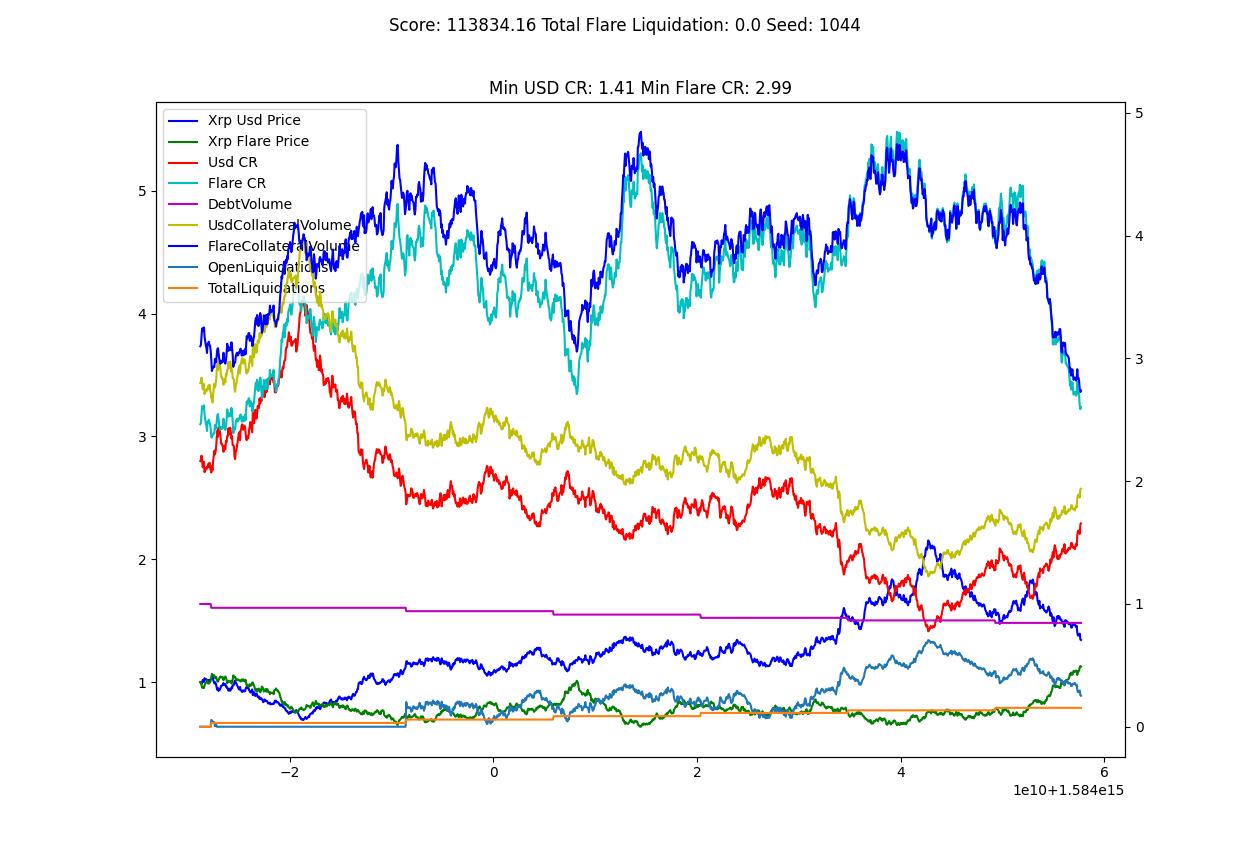 Score: 113834.16 Total Flare Liquidation: 0.0 Seed: 1044
Min USD CR: 1.41 Min Flare CR: 2.99
Xrp Usd Price
Xrp Flare Price
Usd CR
Flare CR
DebtVolume
UsdCollateralVolume
FlareCollateralVolume
OpenLiquidations
TotalLiquidations
5
4
3
2
1
5
4
3
2
1
0
−2
0
2
4
6
1e10+1.584e15